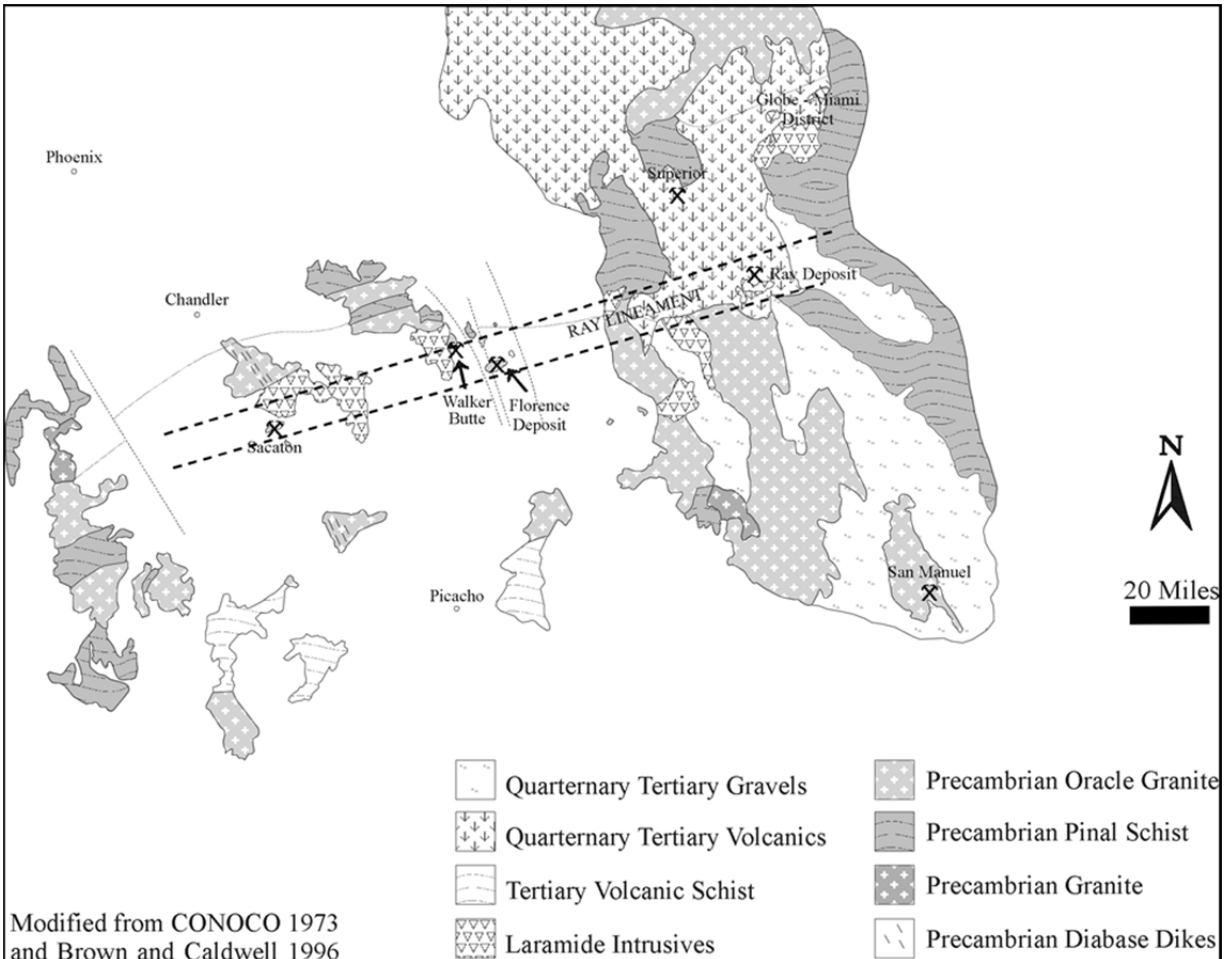 Globe - Miami
District
Phoenix
Superior
Ray Deposit
Chandler
RAY LINEAMENT
Walker
Butte
Florence
Deposit
Sacaton
N
San Manuel
20 Miles
Picacho
Quarternary Tertiary Gravels
Quarternary Tertiary Volcanics
Tertiary Volcanic Schist
Laramide Intrusives
Precambrian Oracle Granite
Precambrian Pinal Schist
Precambrian Granite
Precambrian Diabase Dikes
Modified from CONOCO 1973
and Brown and Caldwell 1996